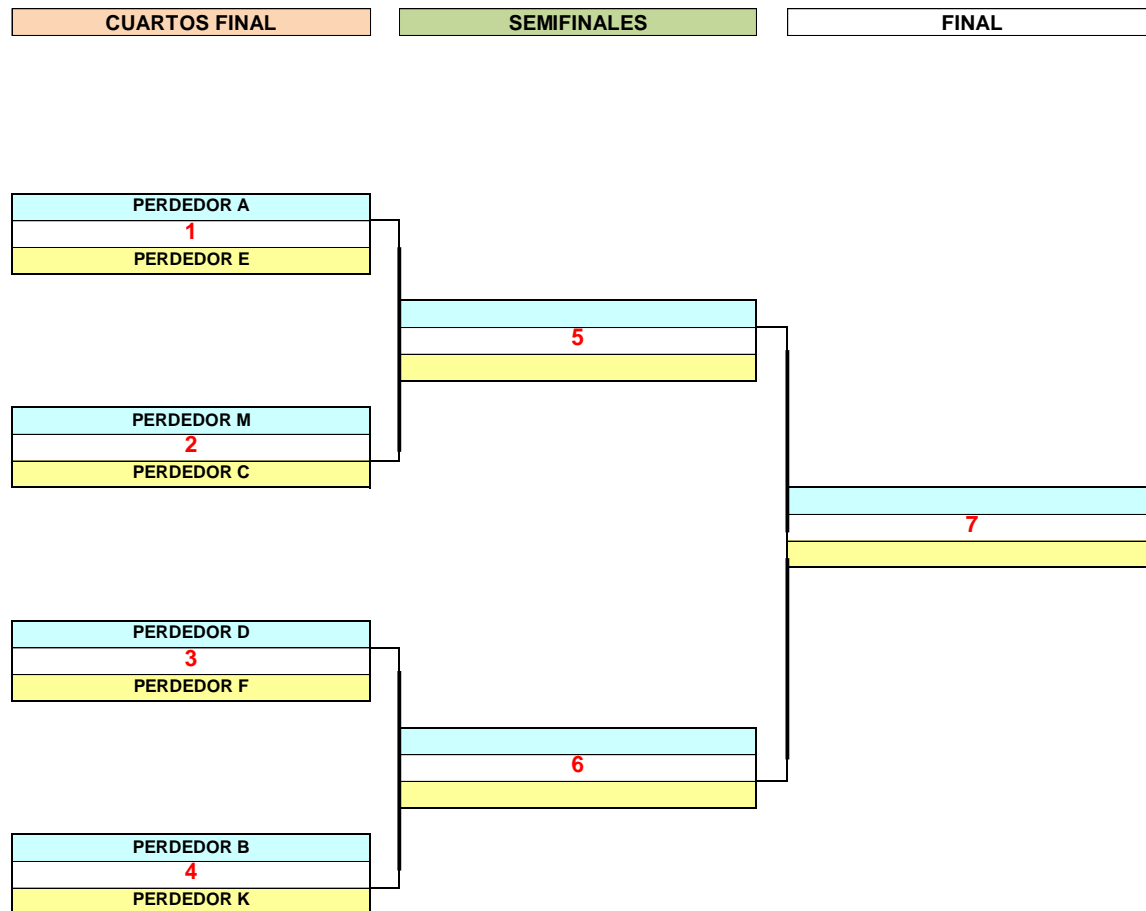 CUARTOS FINAL
SEMIFINALES
FINAL
PERDEDOR A
1
PERDEDOR E
5
PERDEDOR M
2
PERDEDOR C
7
PERDEDOR D
3
PERDEDOR F
6
PERDEDOR B
4
PERDEDOR K